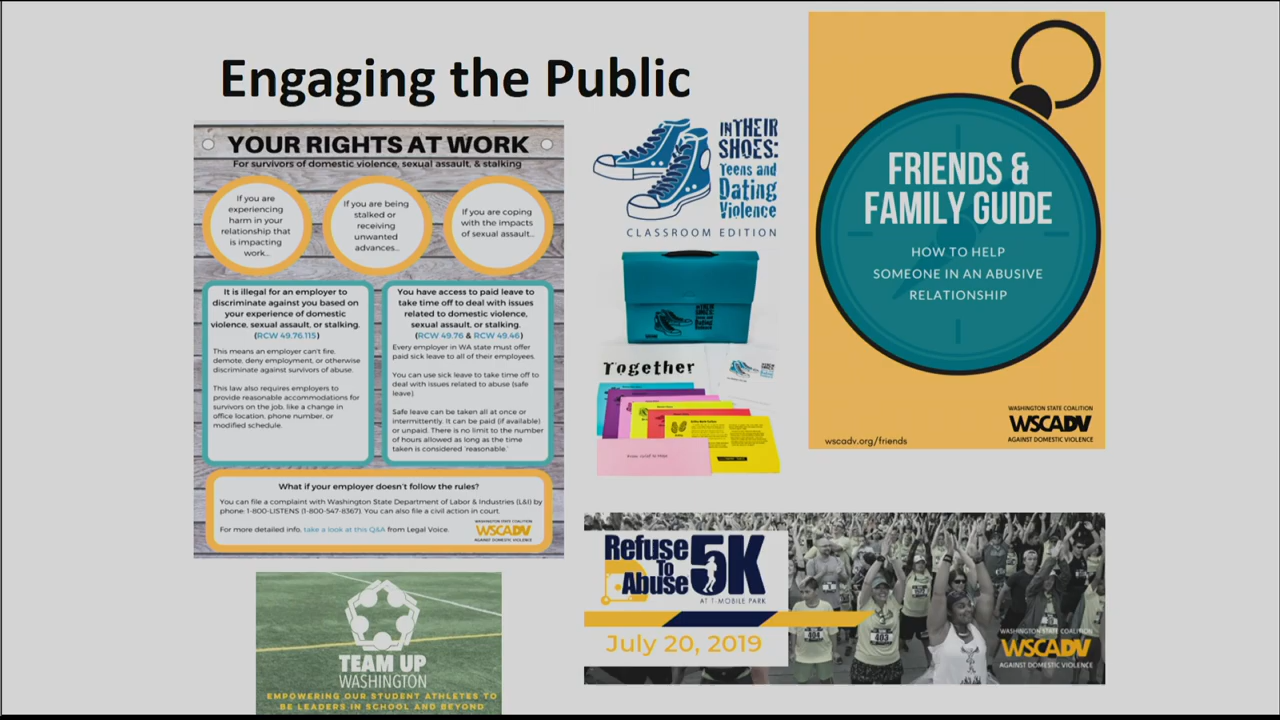 Engaging the Public
YOUR RIGHTS AT WORK
For survivors of domestic violence, sexual assault, & stalking
If you are
experiencing
harm in your
relationship that
is impacting
work...
If you are being
stalked or
receiving
unwanted
advances...
If you are coping
with the impacts
of sexual assault...
It is illegal for an employer to
discriminate against you based on
your experience of domestic
violence, sexual assault, or stalking.
(RCW 49.76.115)
This means an employer can't fire,
demote, deny employment, or otherwise
discriminate against survivors of abuse.
This law also requires employers to
provide reasonable accommodations for
survivors on the job, like a change in
office location, phone number, or
modified schedule.
You have access to paid leave to
take time off to deal with issues
related to domestic violence,
sexual assault, or stalking.
(RCW 49.76 & RCW 49.46)
Every employer in WA state must offer
paid sick leave to all of their employees.
You can use sick leave to take time off to
deal with issues related to abuse (safe
leave)
Safe leave can be taken all at once or
intermittently. It can be paid (if available)
or unpaid. There is no limit to the number
of hours allowed as long as the time
taken is considered 'reasonable.'
What if your employer doesn't follow the rules?
You can file a complaint with Washington State Department of Labor & Industries (L&I) by
phone: 1-800-LISTENS (1-800-547-8367). You can also file a civil action in court.
For more detailed info, take a look at this Q&A from Legal Voice.
WASHINGTON STATE COALITION
WSCADV
AGAINST DOMESTIC VIOLENCE
IN THEIR
SHOES:
Teens and
Dating
Violence
CLASSROOM EDITION
IN THEIR
SHOES:
Teens and
Dating
Violence
Together
FRIENDS &
FAMILY GUIDE
HOW TO HELP
SOMEONE IN AN ABUSIVE
RELATIONSHIP
wscadv.org/friends
WASHINGTON STATE COALITION
WSCADV
AGAINST DOMESTIC VIOLENCE
TEAM UP
WASHINGTON
EMPOWERING OUR STUDENT ATHLETES TO
BE LEADERS IN SCHOOL AND BEYOND
Refuse
To
Abuse
5K
AT T-MOBILE PARK
July 20, 2019
404
403
WASHINGTON STATE COALITION
WSCADV
AGAINST DOMESTIC VIOLENCE